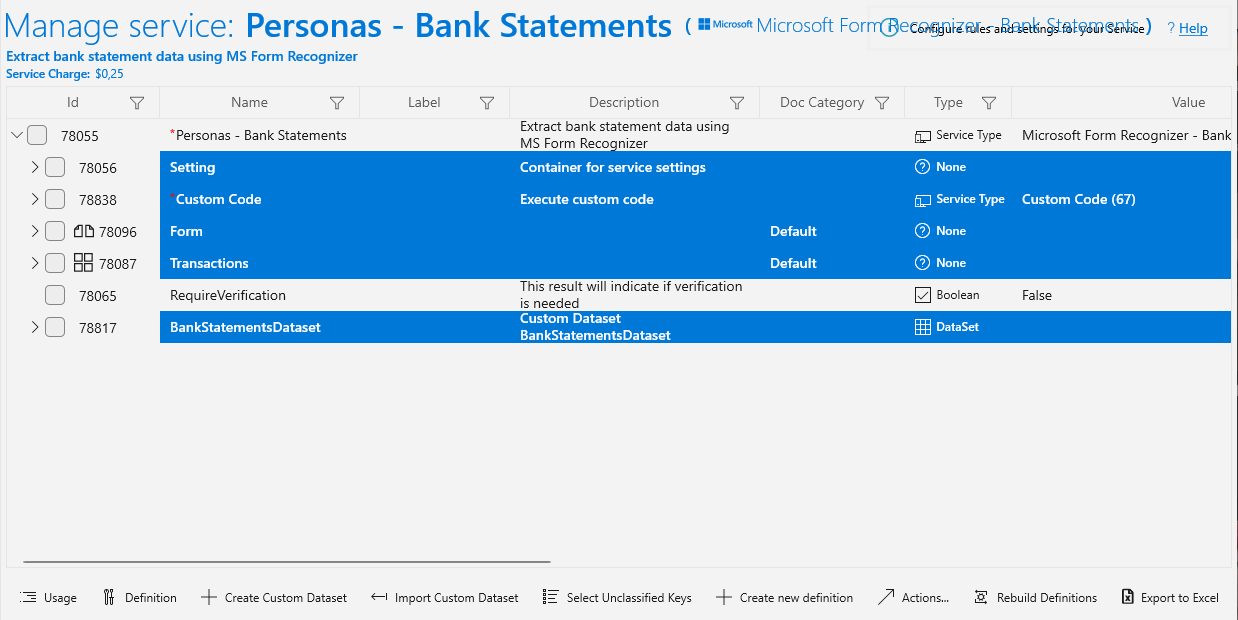 Manage service: Personas - Bank Statements ( Microsoft Microsoft Form Recognizer - Bank Statements ) ? Help
Configure rules and settings for your Service
Extract bank statement data using MS Form Recognizer
Service Charge: $0,25
Id Name Label Description Doc Category Type Value
78055 *Personas - Bank Statements Extract bank statement data using MS Form Recognizer Service Type Microsoft Form Recognizer - Bank
78056 Setting Container for service settings None
78838 *Custom Code Execute custom code Service Type Custom Code (67)
78096 Form Default None
78087 Transactions Default None
78065 RequireVerification This result will indicate if verification is needed Boolean False
78817 BankStatementsDataset Custom Dataset BankStatementsDataset DataSet
Usage Definition Create Custom Dataset Import Custom Dataset Select Unclassified Keys Create new definition Actions... Rebuild Definitions Export to Excel